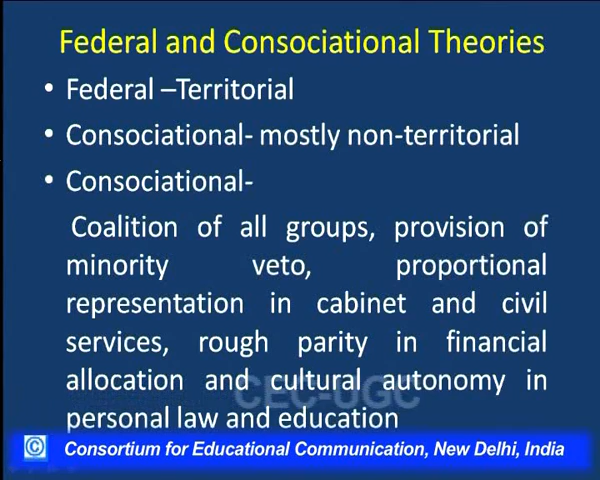 Federal and Consociational Theories
• Federal –Territorial
• Consociational- mostly non-territorial
• Consociational-
Coalition of all groups, provision of
minority veto, proportional
representation in cabinet and civil
services, rough parity in financial
allocation and cultural autonomy in
personal law and education
CEC-UGC
© Consortium for Educational Communication, New Delhi, India